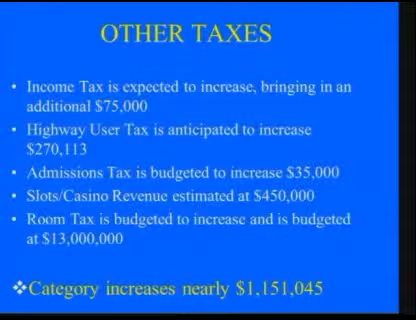 OTHER TAXES
• Income Tax is expected to increase, bringing in an
additional $75,000
• Highway User Tax is anticipated to increase
$270,113
• Admissions Tax is budgeted to increase $35,000
• Slots/Casino Revenue estimated at $450,000
• Room Tax is budgeted to increase and is budgeted
at $13,000,000
❖Category increases nearly $1,151,045